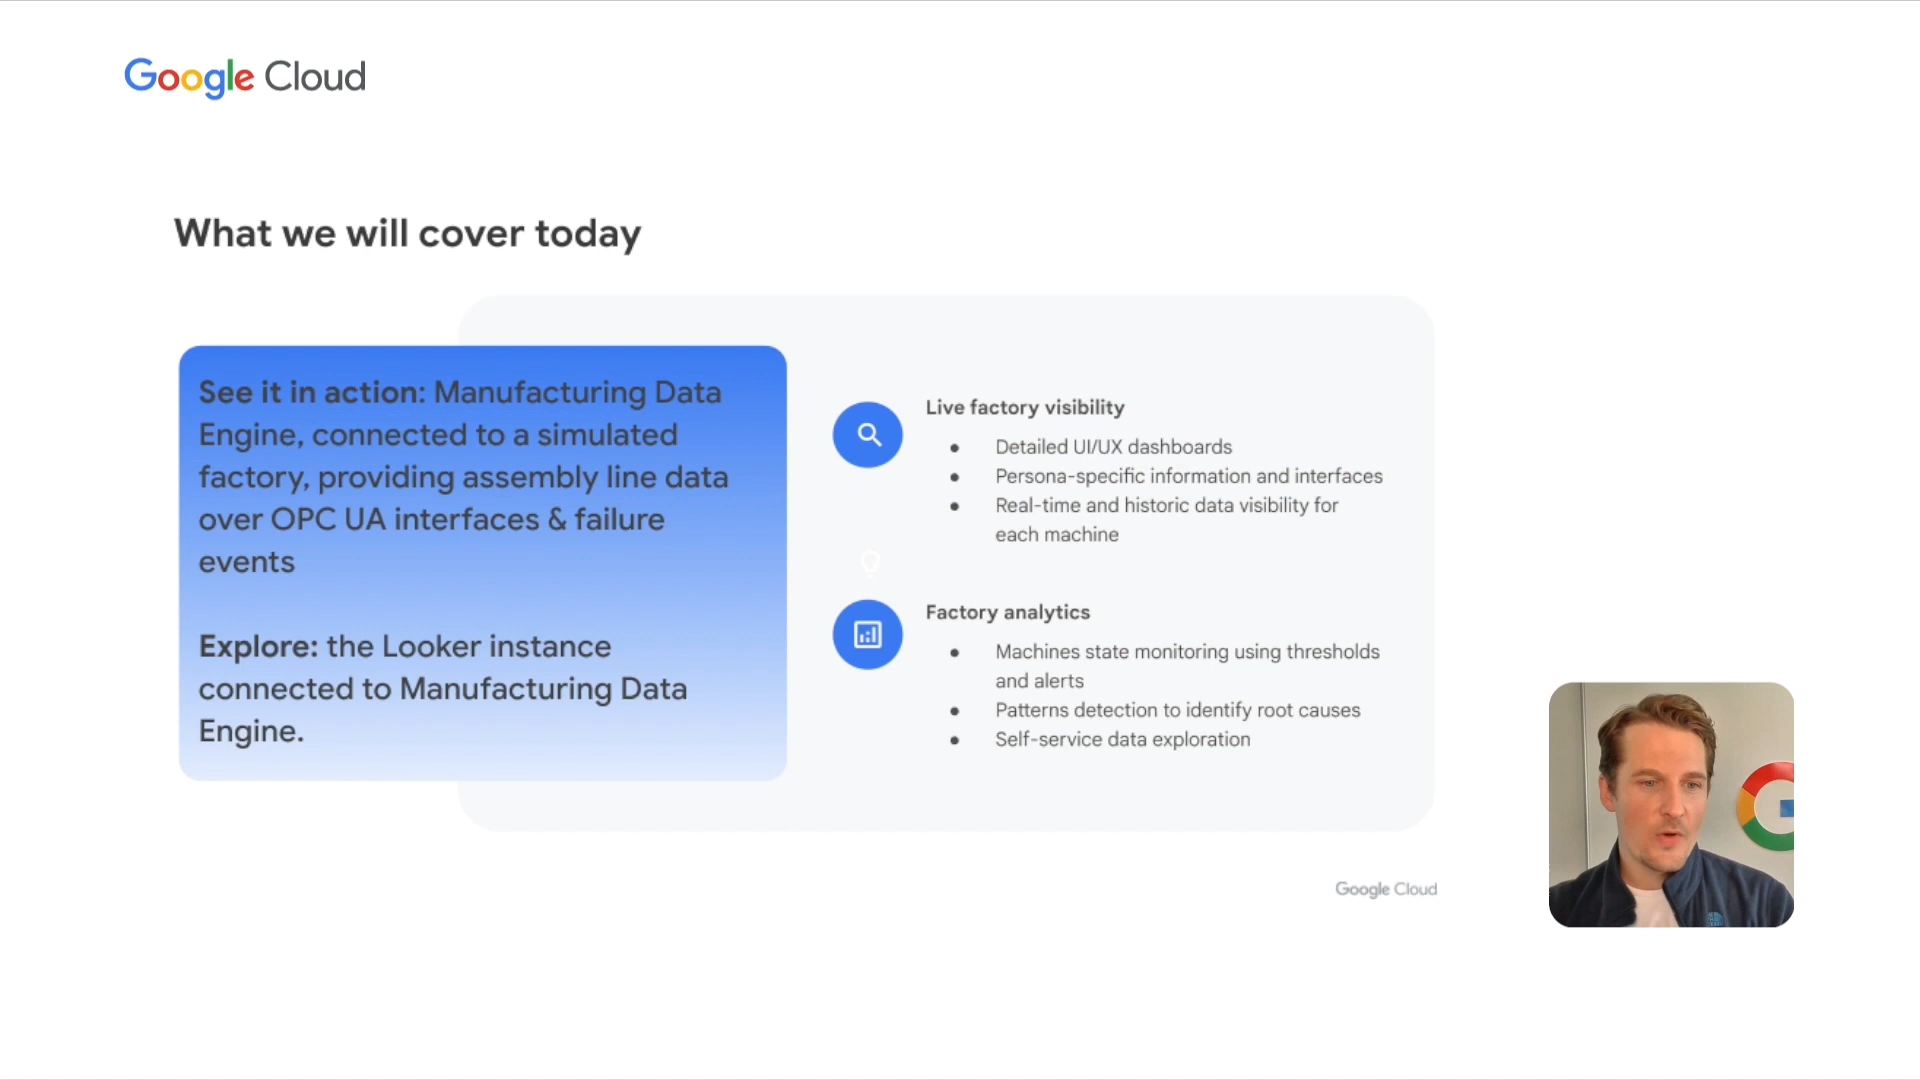 Google Cloud
What we will cover today
See it in action: Manufacturing Data
Engine, connected to a simulated
factory, providing assembly line data
over OPC UA interfaces & failure
events
Explore: the Looker instance
connected to Manufacturing Data
Engine.
Live factory visibility
● Detailed UI/UX dashboards
● Persona-specific information and interfaces
● Real-time and historic data visibility for
each machine
Factory analytics
● Machines state monitoring using thresholds
and alerts
● Patterns detection to identify root causes
● Self-service data exploration
Google Cloud